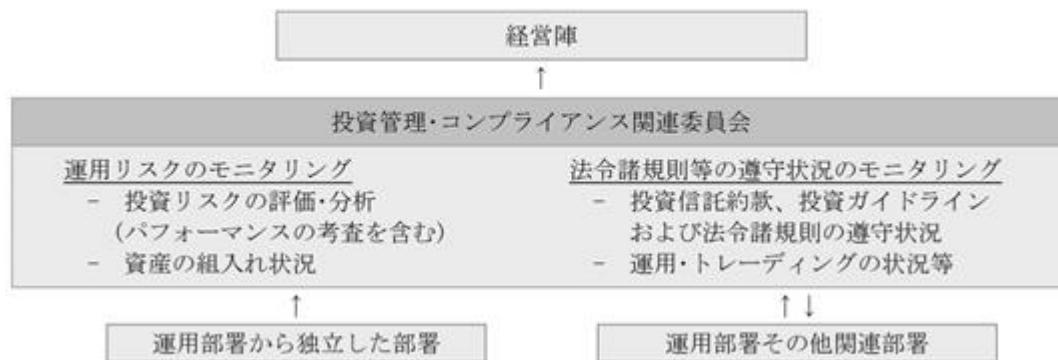 経営陣
↑
投資管理・コンプライアンス関連委員会
運用リスクのモニタリング
− 投資リスクの評価・分析
(パフォーマンスの考査を含む)
− 資産の組入れ状況
法令諸規則等の遵守状況のモニタリング
− 投資信託約款、投資ガイドライン
および法令諸規則の遵守状況
− 運用・トレーディングの状況等
↑
↑↓
運用部署から独立した部署
運用部署その他関連部署